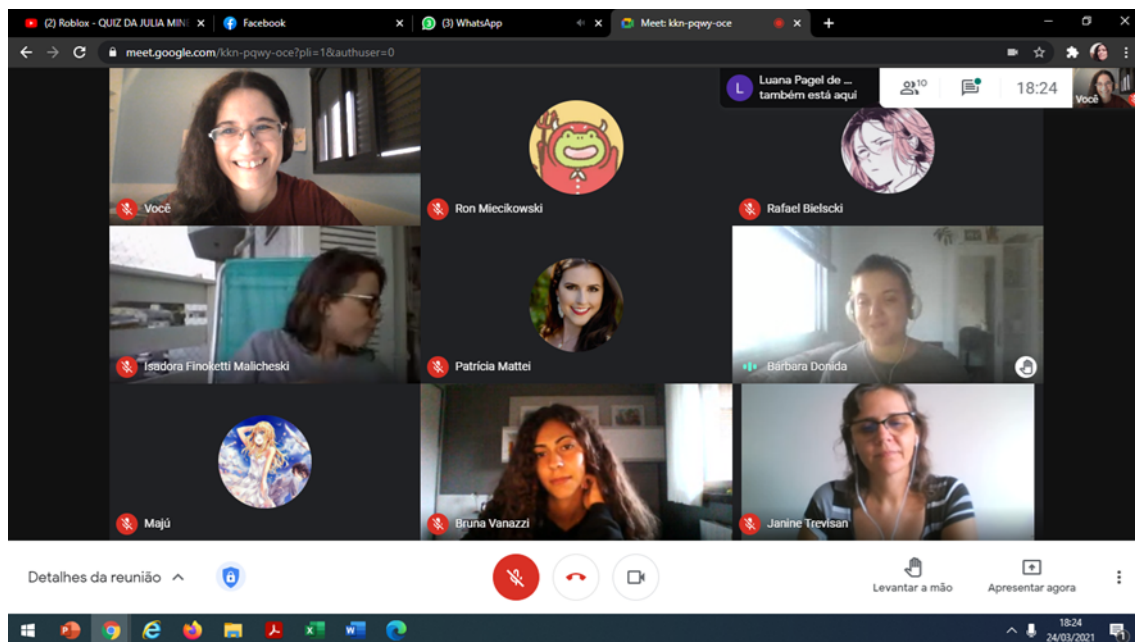 (2) Roblox - QUIZ DA JULIA MINE
Facebook
(3) WhatsApp
Meet: kkn-pqwy-oce
meet.google.com/kkn-pqwy-oce?pli=1&authuser=0
Luana Pagel de ...
também está aqui
L
10
18:24
Você
Você
Ron Miecikowski
Rafael Bielscki
Isadora Finoketti Malicheski
Patrícia Mattei
Bárbara Donida
Majú
Bruna Vanazzi
Janine Trevisan
Detalhes da reunião
Levantar a mão
Apresentar agora
18:24
24/03/2021